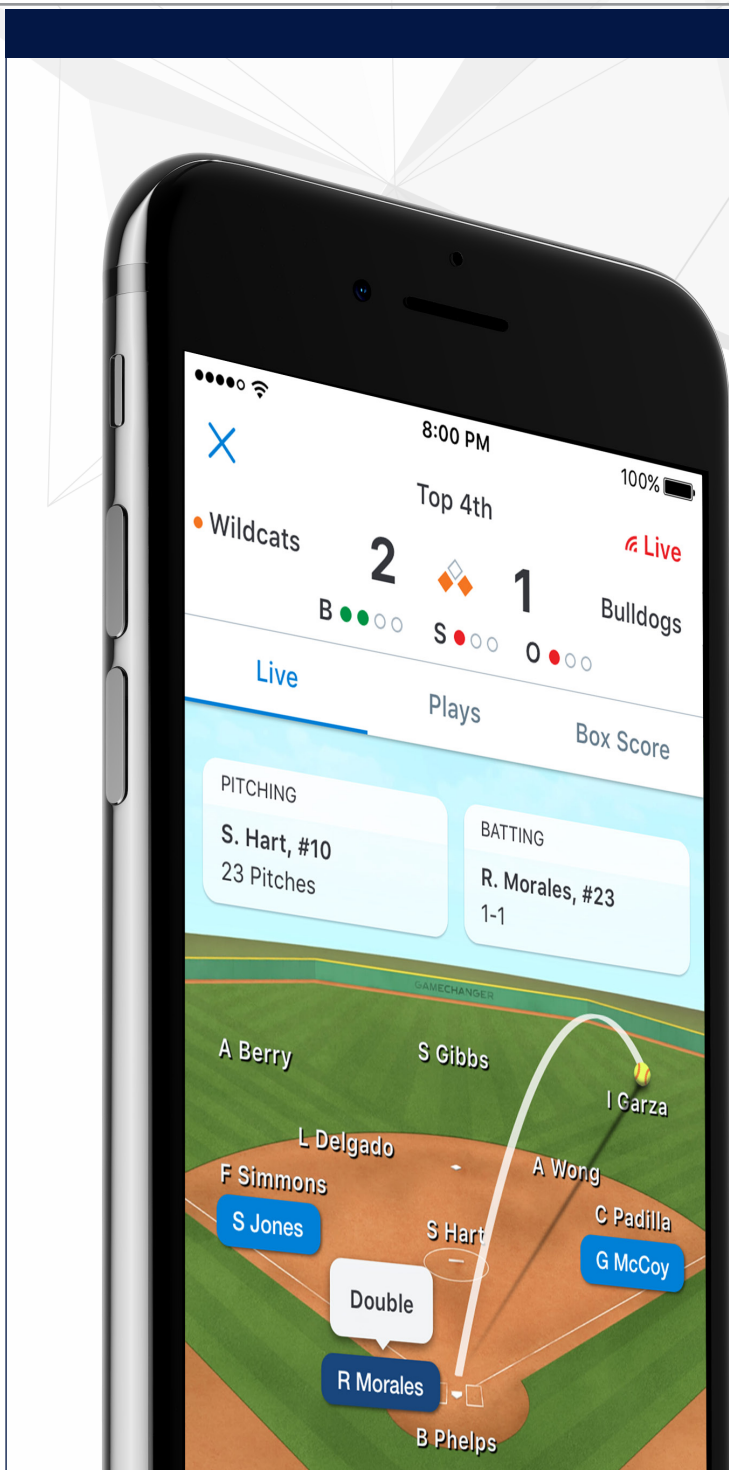 8:00 PM
100%
Top 4th
Live
Wildcats
2
1
Bulldogs
B
S
O
Live
Plays
Box Score
PITCHING
S. Hart, #10
23 Pitches
BATTING
R. Morales, #23
1-1
GAMECHANGER
A Berry
S Gibbs
I Garza
L Delgado
A Wong
F Simmons
C Padilla
S Jones
S Hart
G McCoy
Double
R Morales
B Phelps